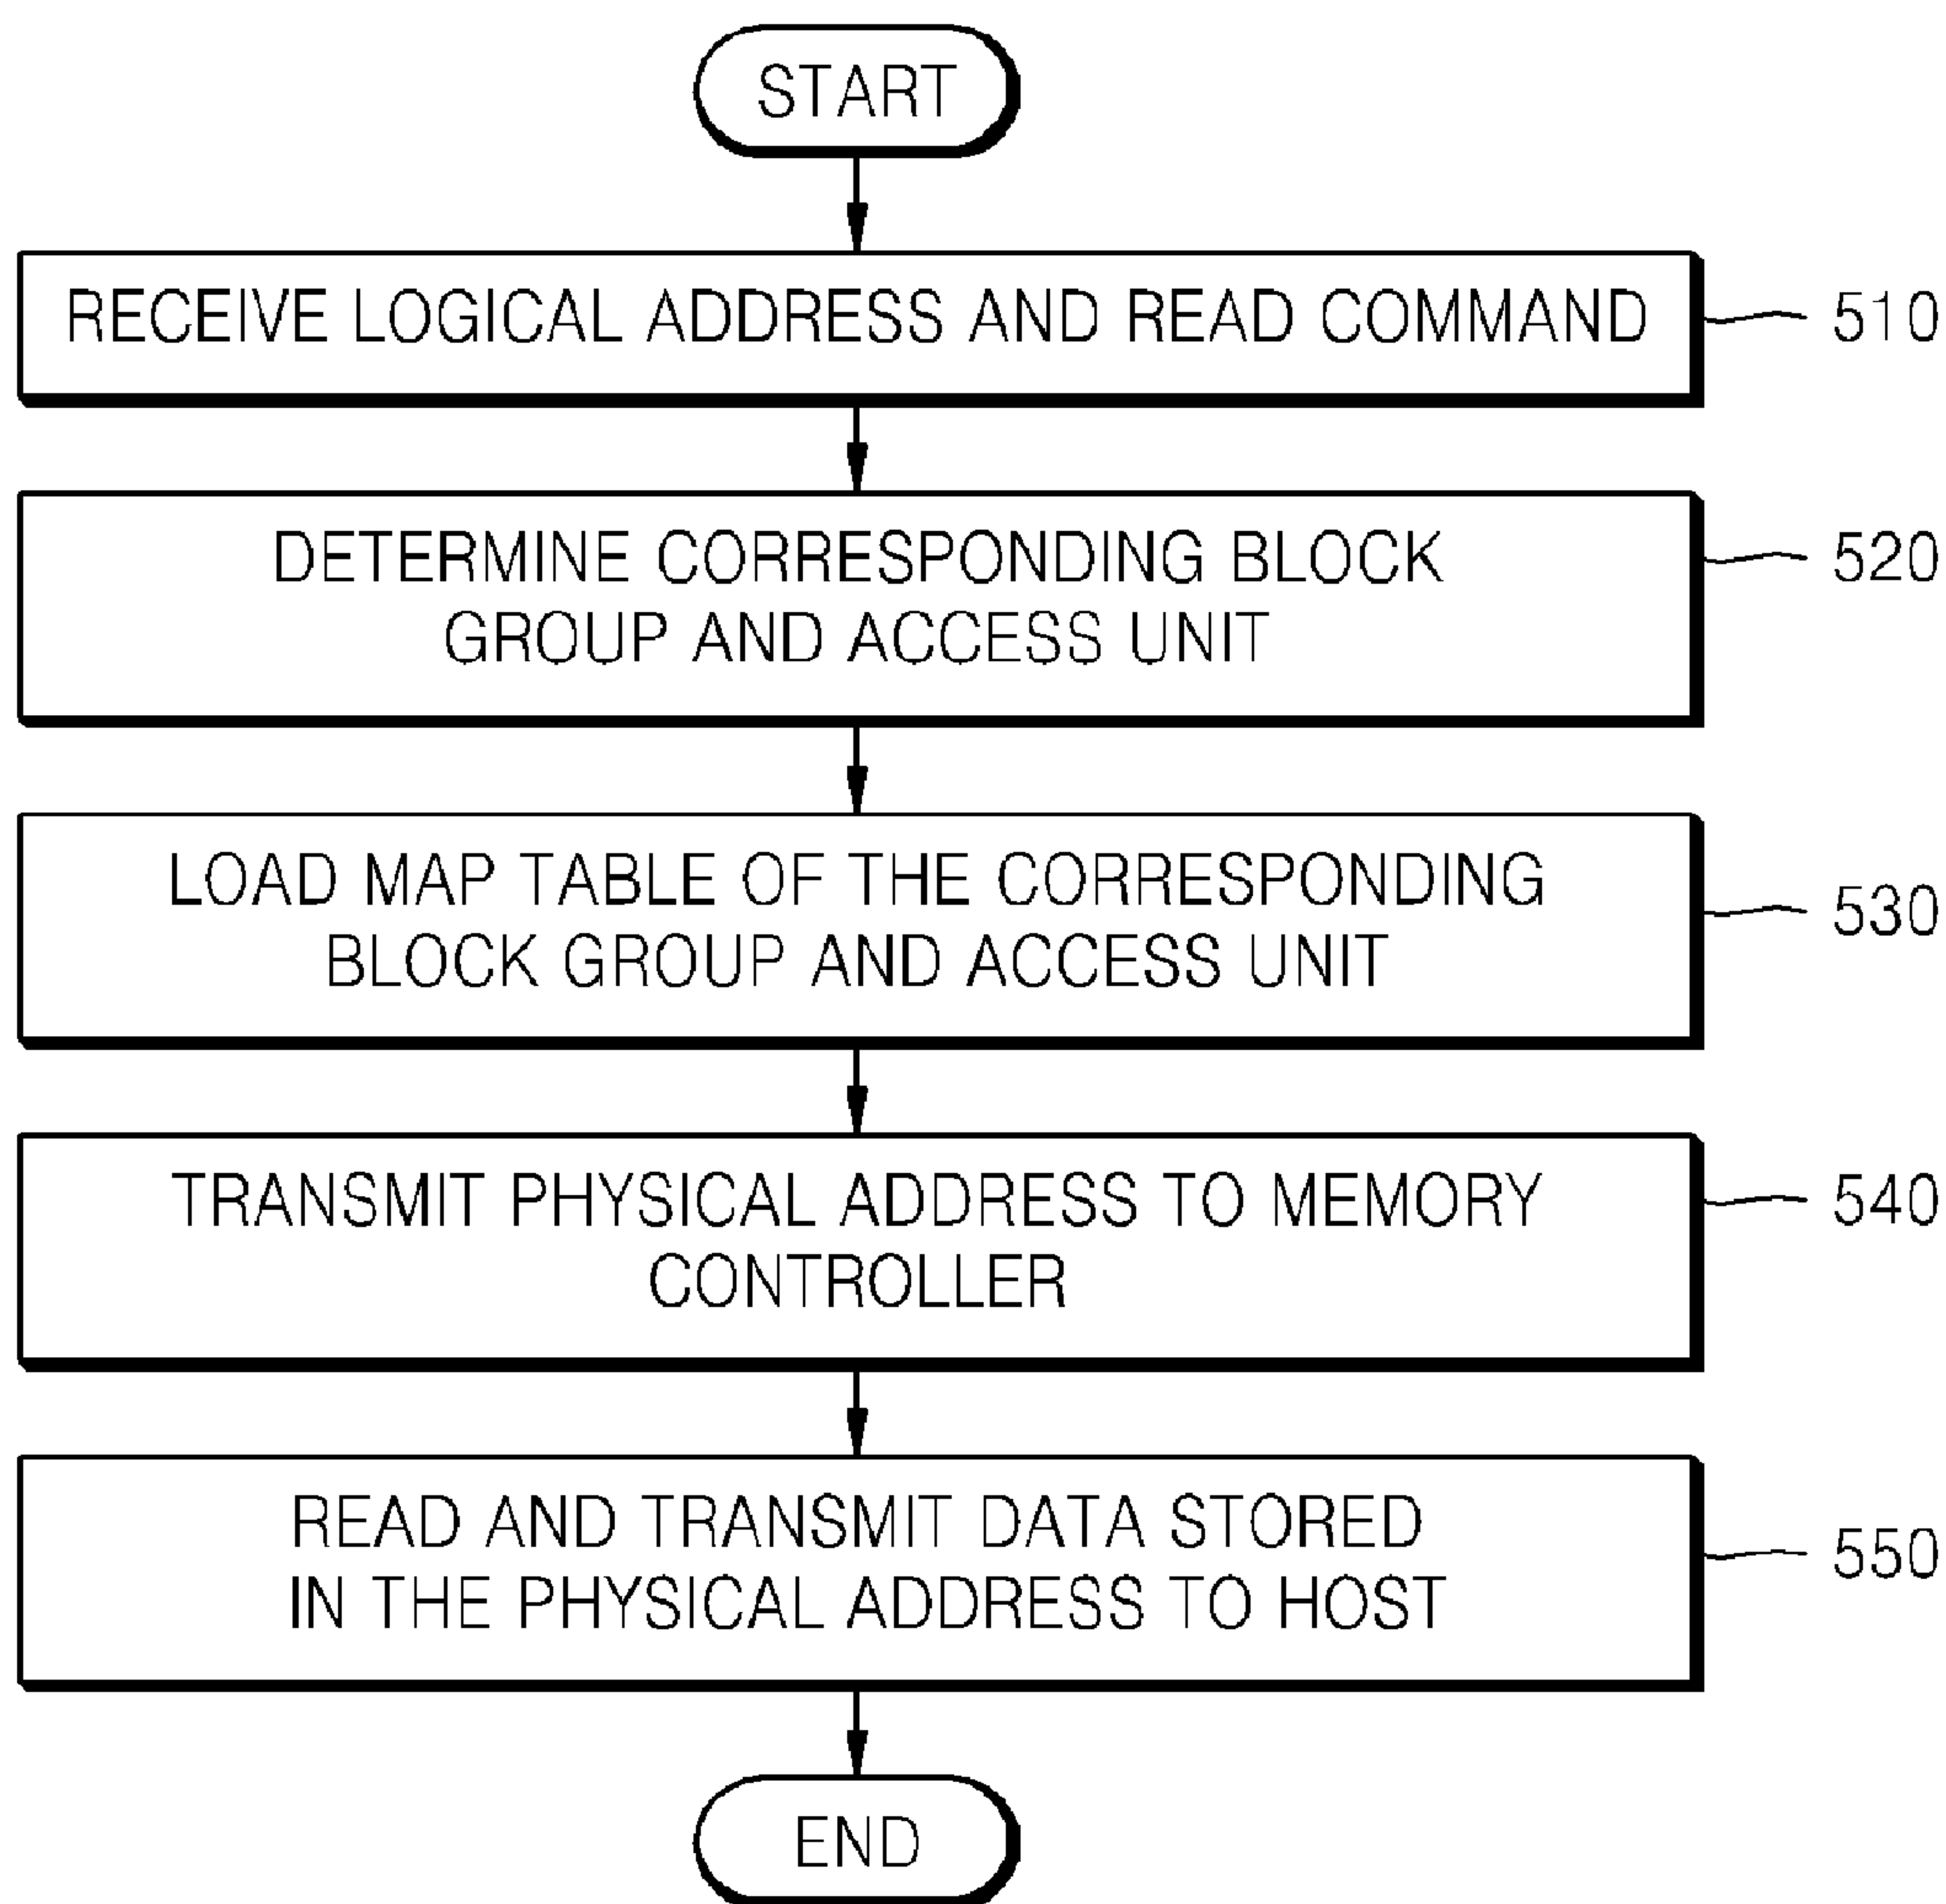 START
RECEIVE LOGICAL ADDRESS AND READ COMMAND
510
DETERMINE CORRESPONDING BLOCK
GROUP AND ACCESS UNIT
520
LOAD MAP TABLE OF THE CORRESPONDING
BLOCK GROUP AND ACCESS UNIT
530
TRANSMIT PHYSICAL ADDRESS TO MEMORY
CONTROLLER
540
READ AND TRANSMIT DATA STORED
IN THE PHYSICAL ADDRESS TO HOST
550
END